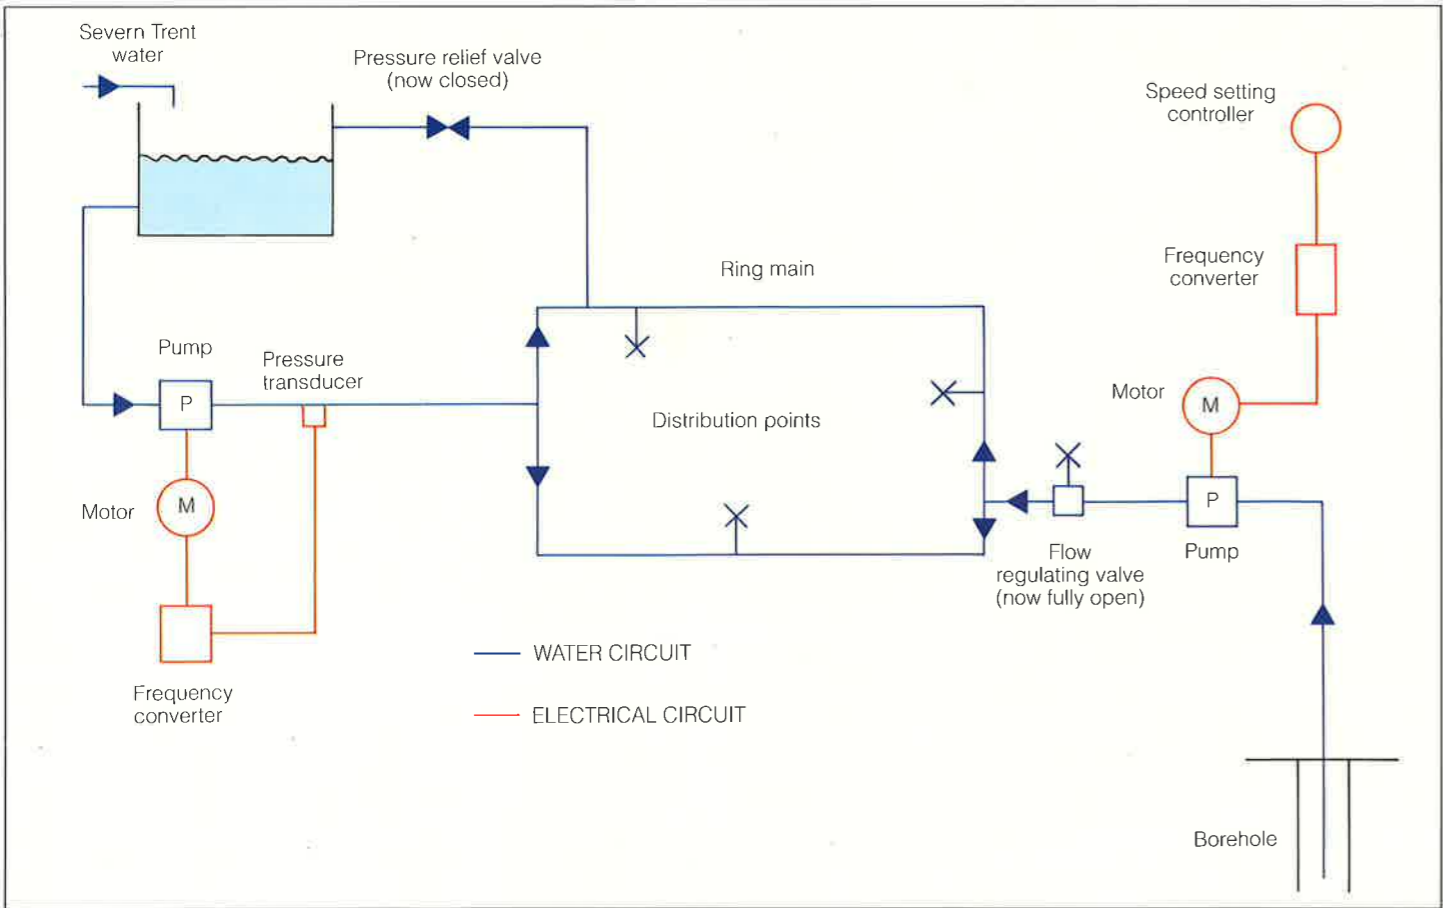 Severn Trent
water
Pressure relief valve
(now closed)
Speed setting
controller
Ring main
Frequency
converter
Pump
Pressure
transducer
P
Motor
M
Distribution points
Motor
M
P
Flow
regulating valve
(now fully open)
Pump
WATER CIRCUIT
Frequency
converter
ELECTRICAL CIRCUIT
Borehole